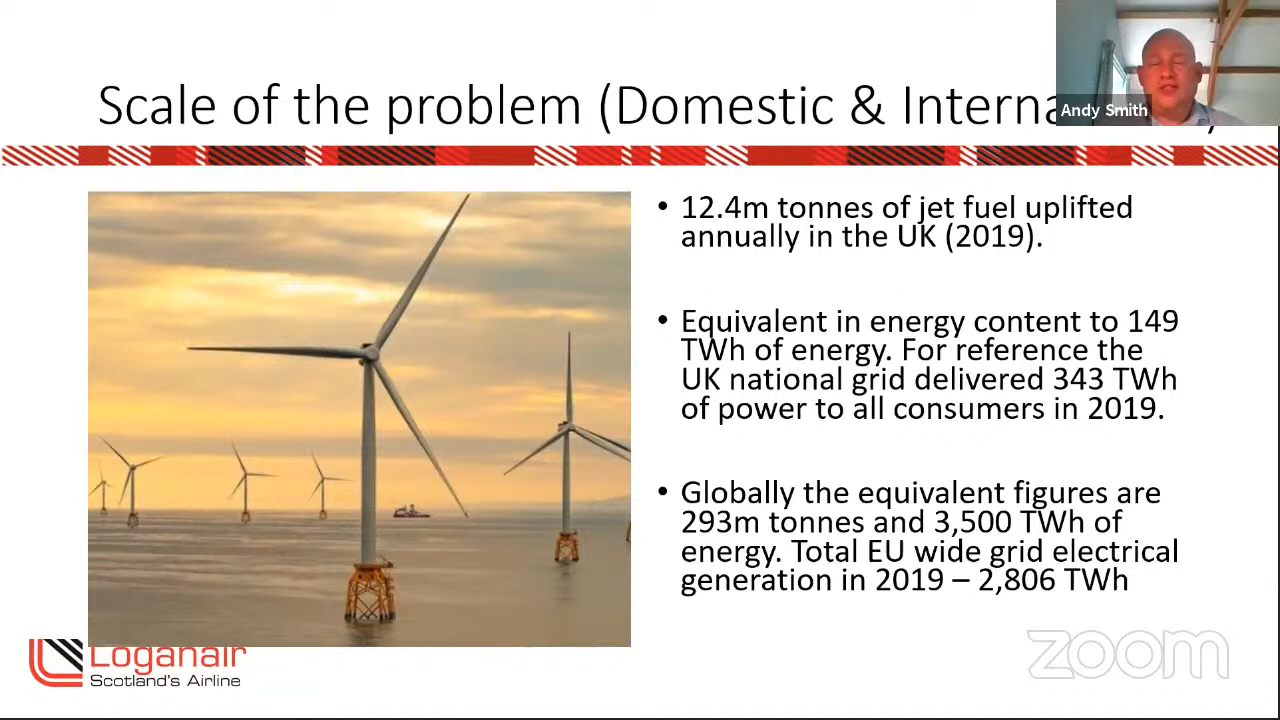 Scale of the problem (Domestic & Interna
Andy Smith
• 12.4m tonnes of jet fuel uplifted
annually in the UK (2019).
• Equivalent in energy content to 149
TWh of energy. For reference the
UK national grid delivered 343 TWh
of power to all consumers in 2019.
• Globally the equivalent figures are
293m tonnes and 3,500 TWh of
energy. Total EU wide grid electrical
generation in 2019 – 2,806 TWh
Loganair
Scotland's Airline
zoom